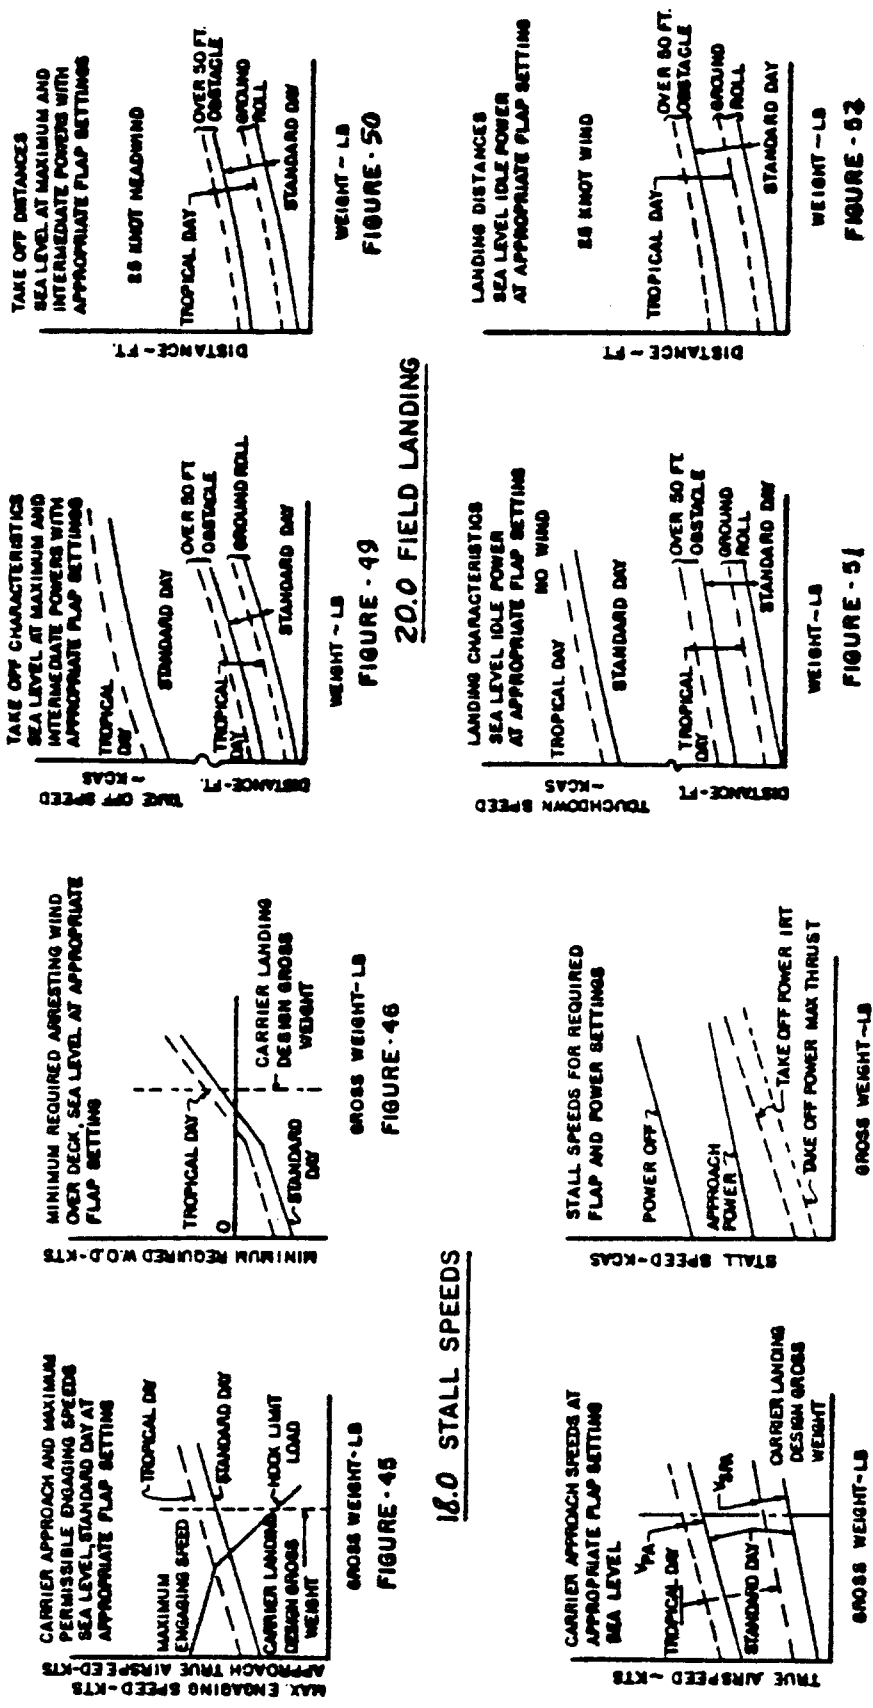 CARRIER APPROACH AND MAXIMUM
PERMISSIBLE ENGAGING SPEEDS
SEA LEVEL, STANDARD DAY AT
APPROPRIATE FLAP SETTING
MAX. ENGAGING SPEED-KTS
APPROACH TRUE AIRSPEED-KTS
TROPICAL DAY
STANDARD DAY
MAXIMUM
ENGAGING SPEED
HOOK LIMIT
LOAD
CARRIER LANDING
DESIGN GROSS
WEIGHT
GROSS WEIGHT-LB
FIGURE-45
MINIMUM REQUIRED ARRESTING WIND
OVER DECK, SEA LEVEL AT APPROPRIATE
FLAP SETTING
MINIMUM REQUIRED W.O.D-KTS
TROPICAL DAY
0
STANDARD
DAY
CARRIER LANDING
DESIGN GROSS
WEIGHT
GROSS WEIGHT-LB
FIGURE-46
TAKE OFF CHARACTERISTICS
SEA LEVEL AT MAXIMUM AND
INTERMEDIATE POWERS WITH
APPROPRIATE FLAP SETTINGS
TAKE OFF SPEED
~ KCAS
DISTANCE-FT.
TROPICAL
DAY
STANDARD DAY
TROPICAL
DAY
OVER 50 FT
OBSTACLE
GROUND ROLL
STANDARD DAY
WEIGHT~LB
FIGURE-49
TAKE OFF DISTANCES
SEA LEVEL AT MAXIMUM AND
INTERMEDIATE POWERS WITH
APPROPRIATE FLAP SETTINGS
25 KNOT HEADWIND
DISTANCE~FT.
TROPICAL DAY
OVER 50 FT.
OBSTACLE
GROUND
ROLL
STANDARD DAY
WEIGHT~LB
FIGURE-50
18.0 STALL SPEEDS
20.0 FIELD LANDING
CARRIER APPROACH SPEEDS AT
APPROPRIATE FLAP SETTING
SEA LEVEL
TRUE AIRSPEED~KTS
VPA
TROPICAL DAY
STANDARD DAY
CARRIER LANDING
DESIGN GROSS
WEIGHT
GROSS WEIGHT-LB
STALL SPEEDS FOR REQUIRED
FLAP AND POWER SETTINGS
STALL SPEED-KCAS
POWER OFF
APPROACH
POWER
TAKE OFF POWER IRT
TAKE OFF POWER MAX THRUST
GROSS WEIGHT~LB
LANDING CHARACTERISTICS
SEA LEVEL IDLE POWER
AT APPROPRIATE FLAP SETTING
NO WIND
TOUCHDOWN SPEED
~KCAS
DISTANCE-FT
TROPICAL DAY
STANDARD DAY
TROPICAL
DAY
OVER 50 FT.
OBSTACLE
GROUND
ROLL
STANDARD DAY
WEIGHT~LB
FIGURE-51
LANDING DISTANCES
SEA LEVEL IDLE POWER
AT APPROPRIATE FLAP SETTING
25 KNOT WIND
DISTANCE~FT
TROPICAL DAY
OVER 50 FT.
OBSTACLE
GROUND
ROLL
STANDARD DAY
WEIGHT~LB
FIGURE-52